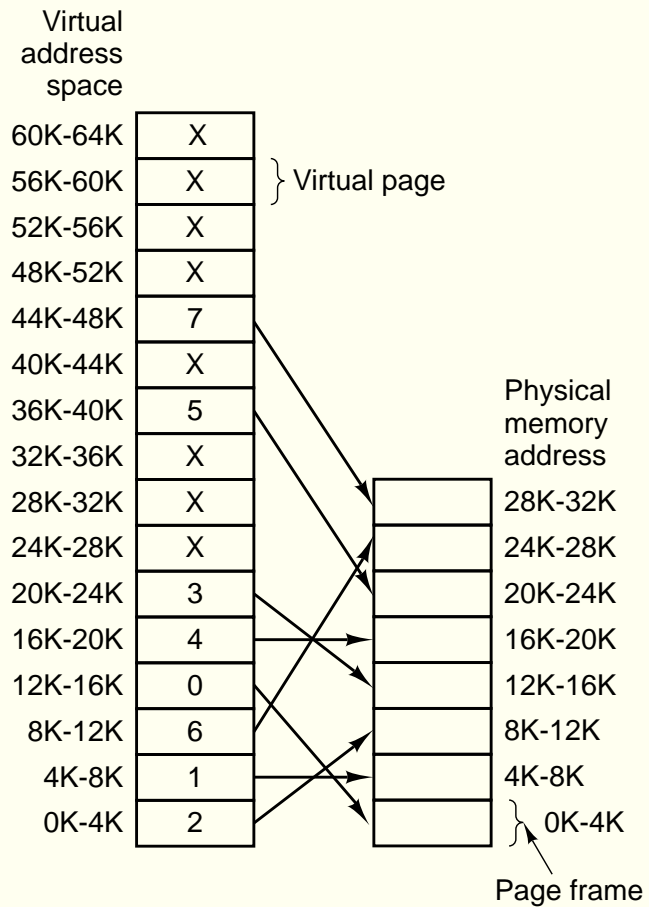 Virtual
address
space
60K-64K X
56K-60K X Virtual page
52K-56K X
48K-52K X
44K-48K 7
40K-44K X
36K-40K 5
32K-36K X
28K-32K X
24K-28K X
20K-24K 3
16K-20K 4
12K-16K 0
8K-12K 6
4K-8K 1
0K-4K 2
Physical
memory
address
28K-32K
24K-28K
20K-24K
16K-20K
12K-16K
8K-12K
4K-8K
0K-4K
Page frame